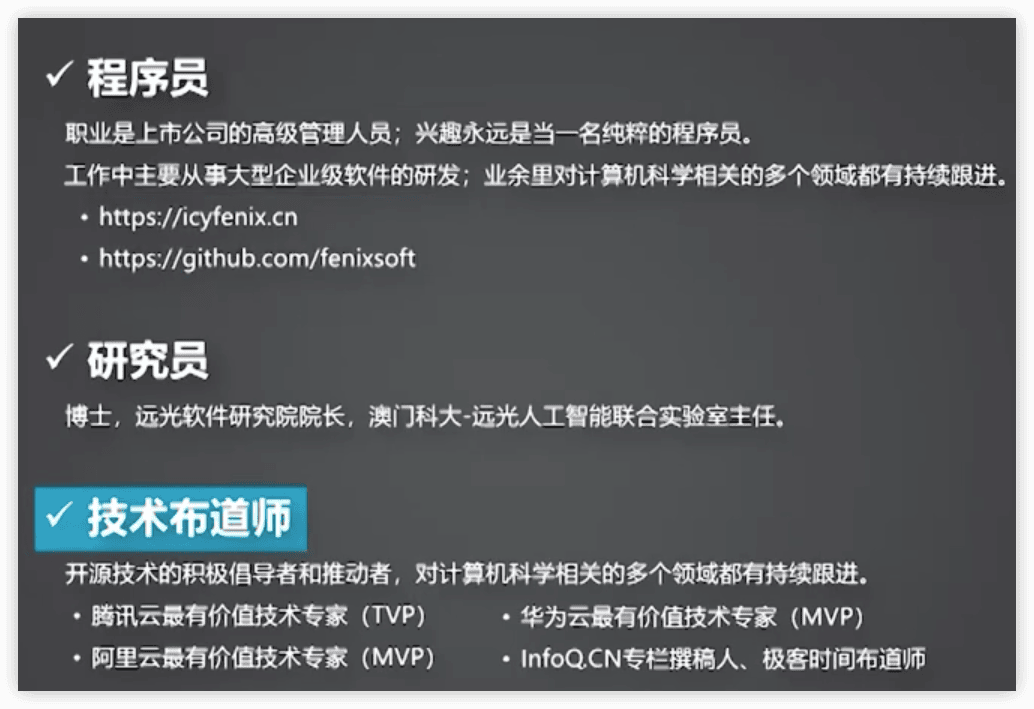 ✓ 程序员
职业是上市公司的高级管理人员；兴趣永远是当一名纯粹的程序员。
工作中主要从事大型企业级软件的研发；业余里对计算机科学相关的多个领域都有持续跟进。
• https://icyfenix.cn
• https://github.com/fenixsoft
✓ 研究员
博士，远光软件研究院院长，澳门科大-远光人工智能联合实验室主任。
✓ 技术布道师
开源技术的积极倡导者和推动者，对计算机科学相关的多个领域都有持续跟进。
• 腾讯云最有价值技术专家（TVP）
• 华为云最有价值技术专家（MVP）
• 阿里云最有价值技术专家（MVP）
• InfoQ.CN专栏撰稿人、极客时间布道师